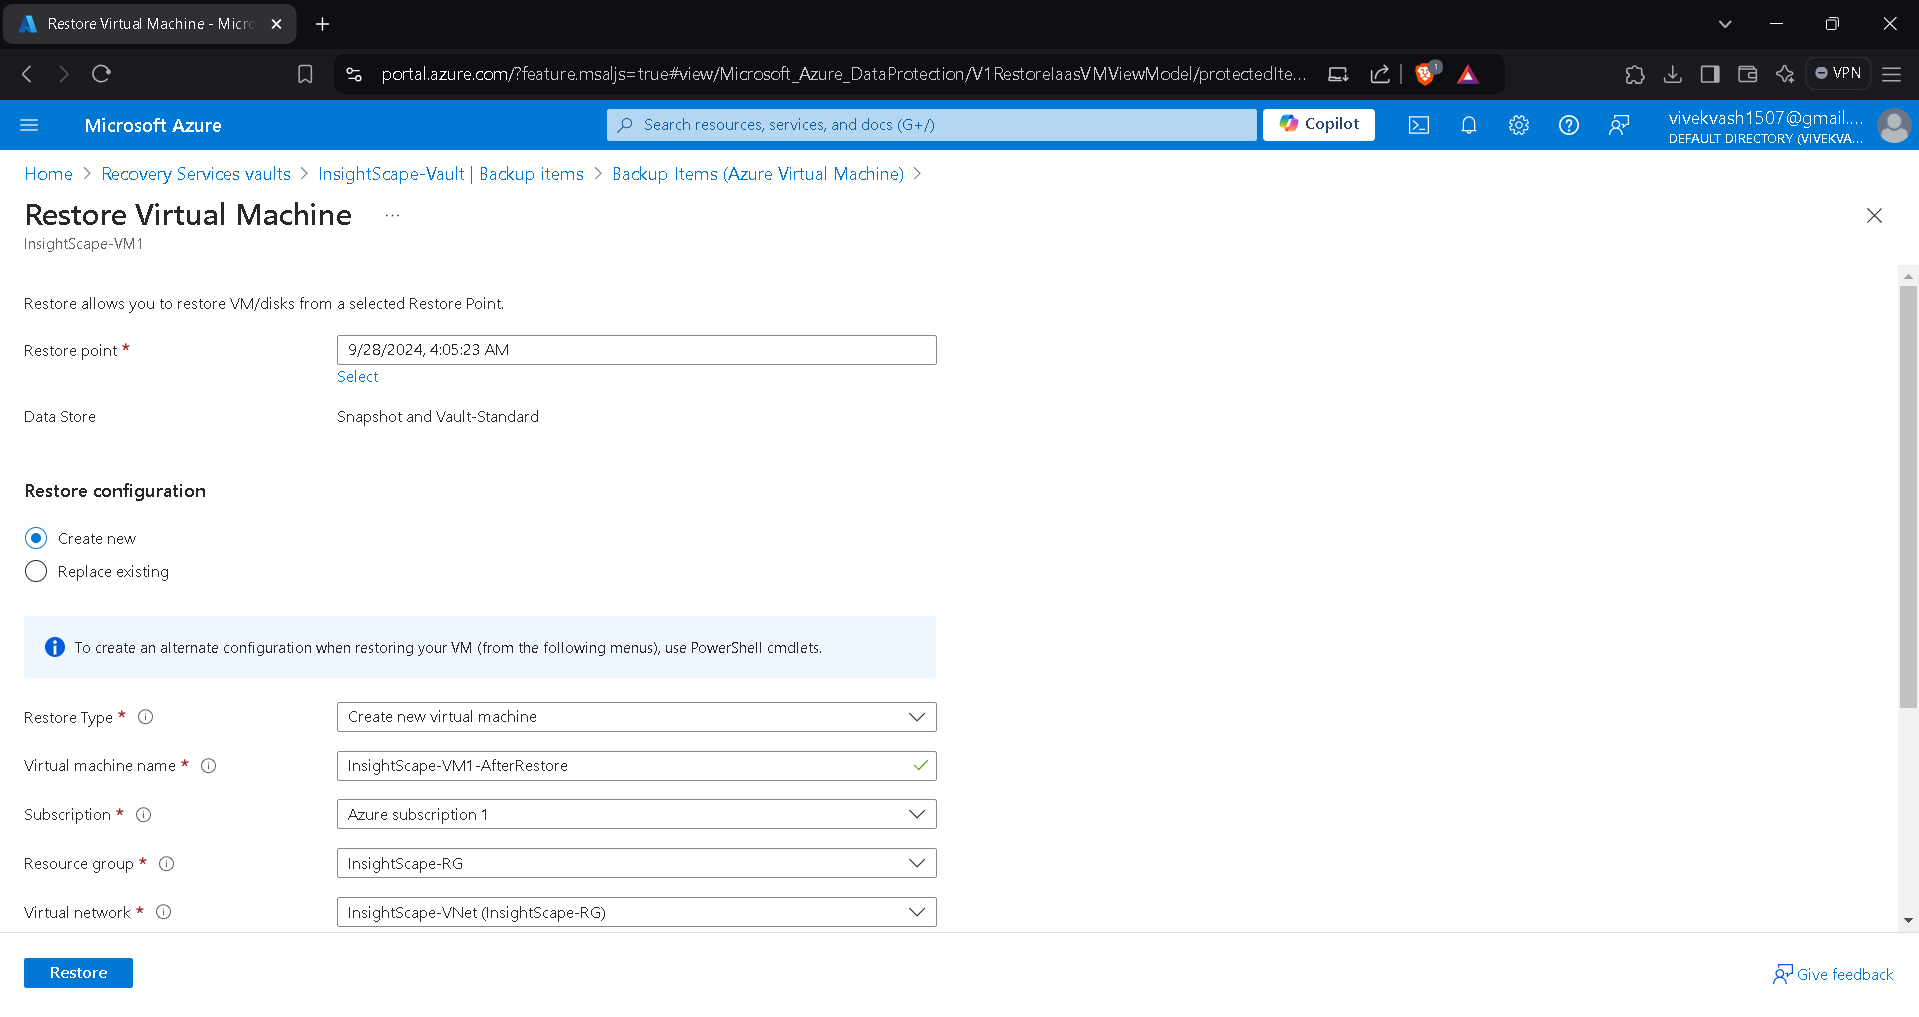 Restore Virtual Machine - Micro
portal.azure.com/?feature.msaljs=true#view/Microsoft_Azure_DataProtection/V1RestoreIaasVMViewModel/protectedIte...
1
VPN
Microsoft Azure
Search resources, services, and docs (G+/)
Copilot
vivekvash1507@gmail....
DEFAULT DIRECTORY (VIVEKVA...
Home > Recovery Services vaults > InsightScape-Vault | Backup items > Backup Items (Azure Virtual Machine) >
Restore Virtual Machine ...
InsightScape-VM1
Restore allows you to restore VM/disks from a selected Restore Point.
Restore point * 9/28/2024, 4:05:23 AM
Select
Data Store Snapshot and Vault-Standard
Restore configuration
Create new
Replace existing
To create an alternate configuration when restoring your VM (from the following menus), use PowerShell cmdlets.
Restore Type * Create new virtual machine
Virtual machine name * InsightScape-VM1-AfterRestore
Subscription * Azure subscription 1
Resource group * InsightScape-RG
Virtual network * InsightScape-VNet (InsightScape-RG)
Restore
Give feedback